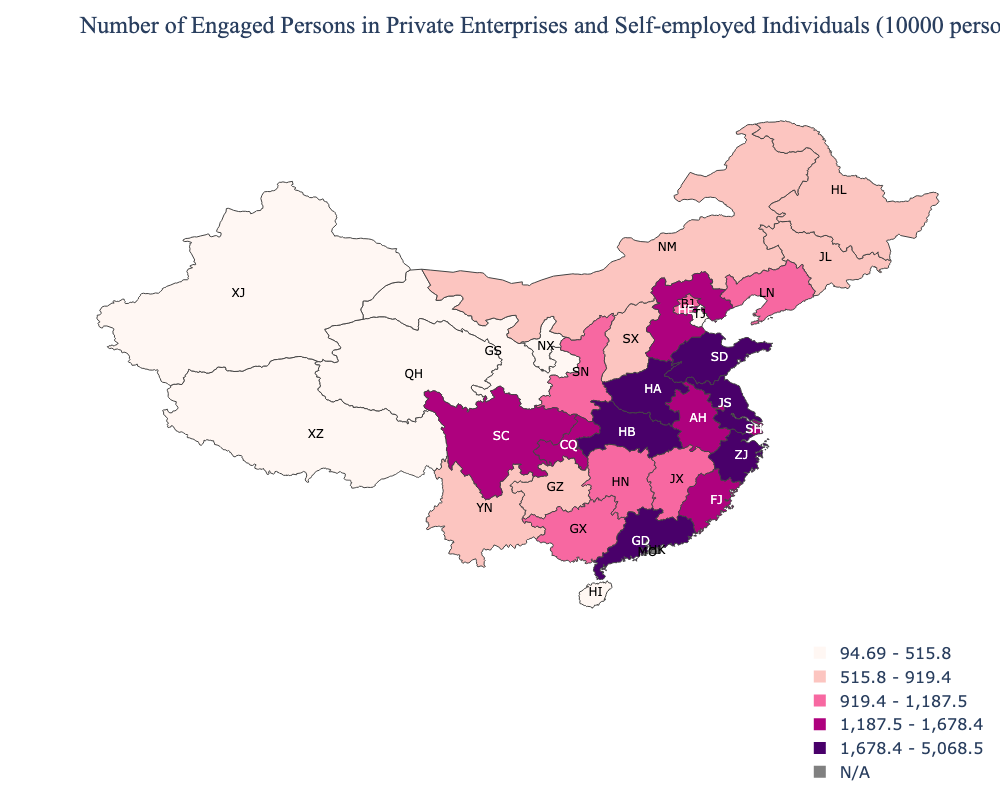 Number of Engaged Persons in Private Enterprises and Self-employed Individuals (10000 perso
HL
NM
JL
XJ
LN
BJ
HE
TJ
SX
GS
NX
SD
QH
SN
HA
JS
AH
XZ
SC
HB
SH
CQ
ZJ
HN
JX
GZ
FJ
YN
GX
GD
MO
HK
HI
94.69 - 515.8
515.8 - 919.4
919.4 - 1,187.5
1,187.5 - 1,678.4
1,678.4 - 5,068.5
N/A